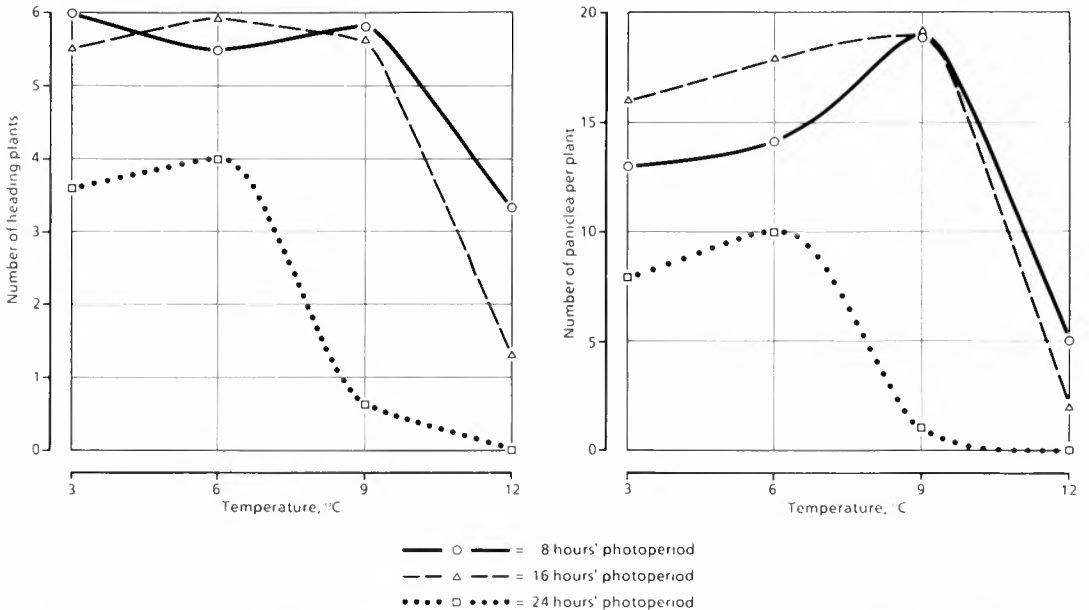 6
5
4
3
2
1
0
Number of heading plants
3 6 9 12
Temperature, °C
20
15
10
5
0
Number of paniclea per plant
3 6 9 12
Temperature, °C
= 8 hours' photoperiod
= 16 hours' photoperiod
= 24 hours' photoperiod